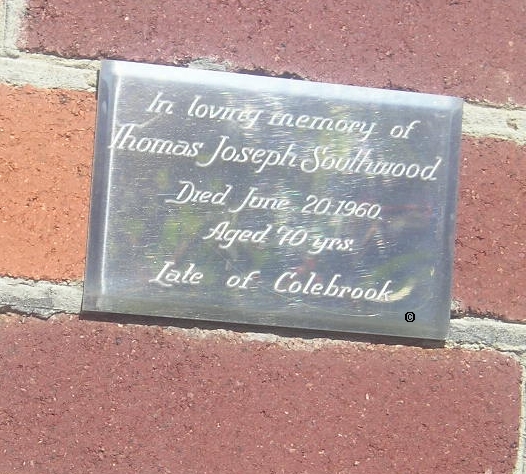 In loving memory of
Thomas Joseph Southwood
Died June 20.1960.
Aged 70 yrs.
Late of Colebrook
©